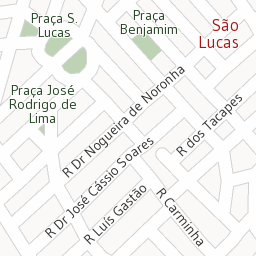 Praça S.
Lucas
Praça
Benjamim
São
Lucas
Praça José
Rodrigo de
Lima
R Dr Nogueira de Noronha
R dos Tacapes
R Dr José Cássio Soares
R Luís Gastão
R Carminha